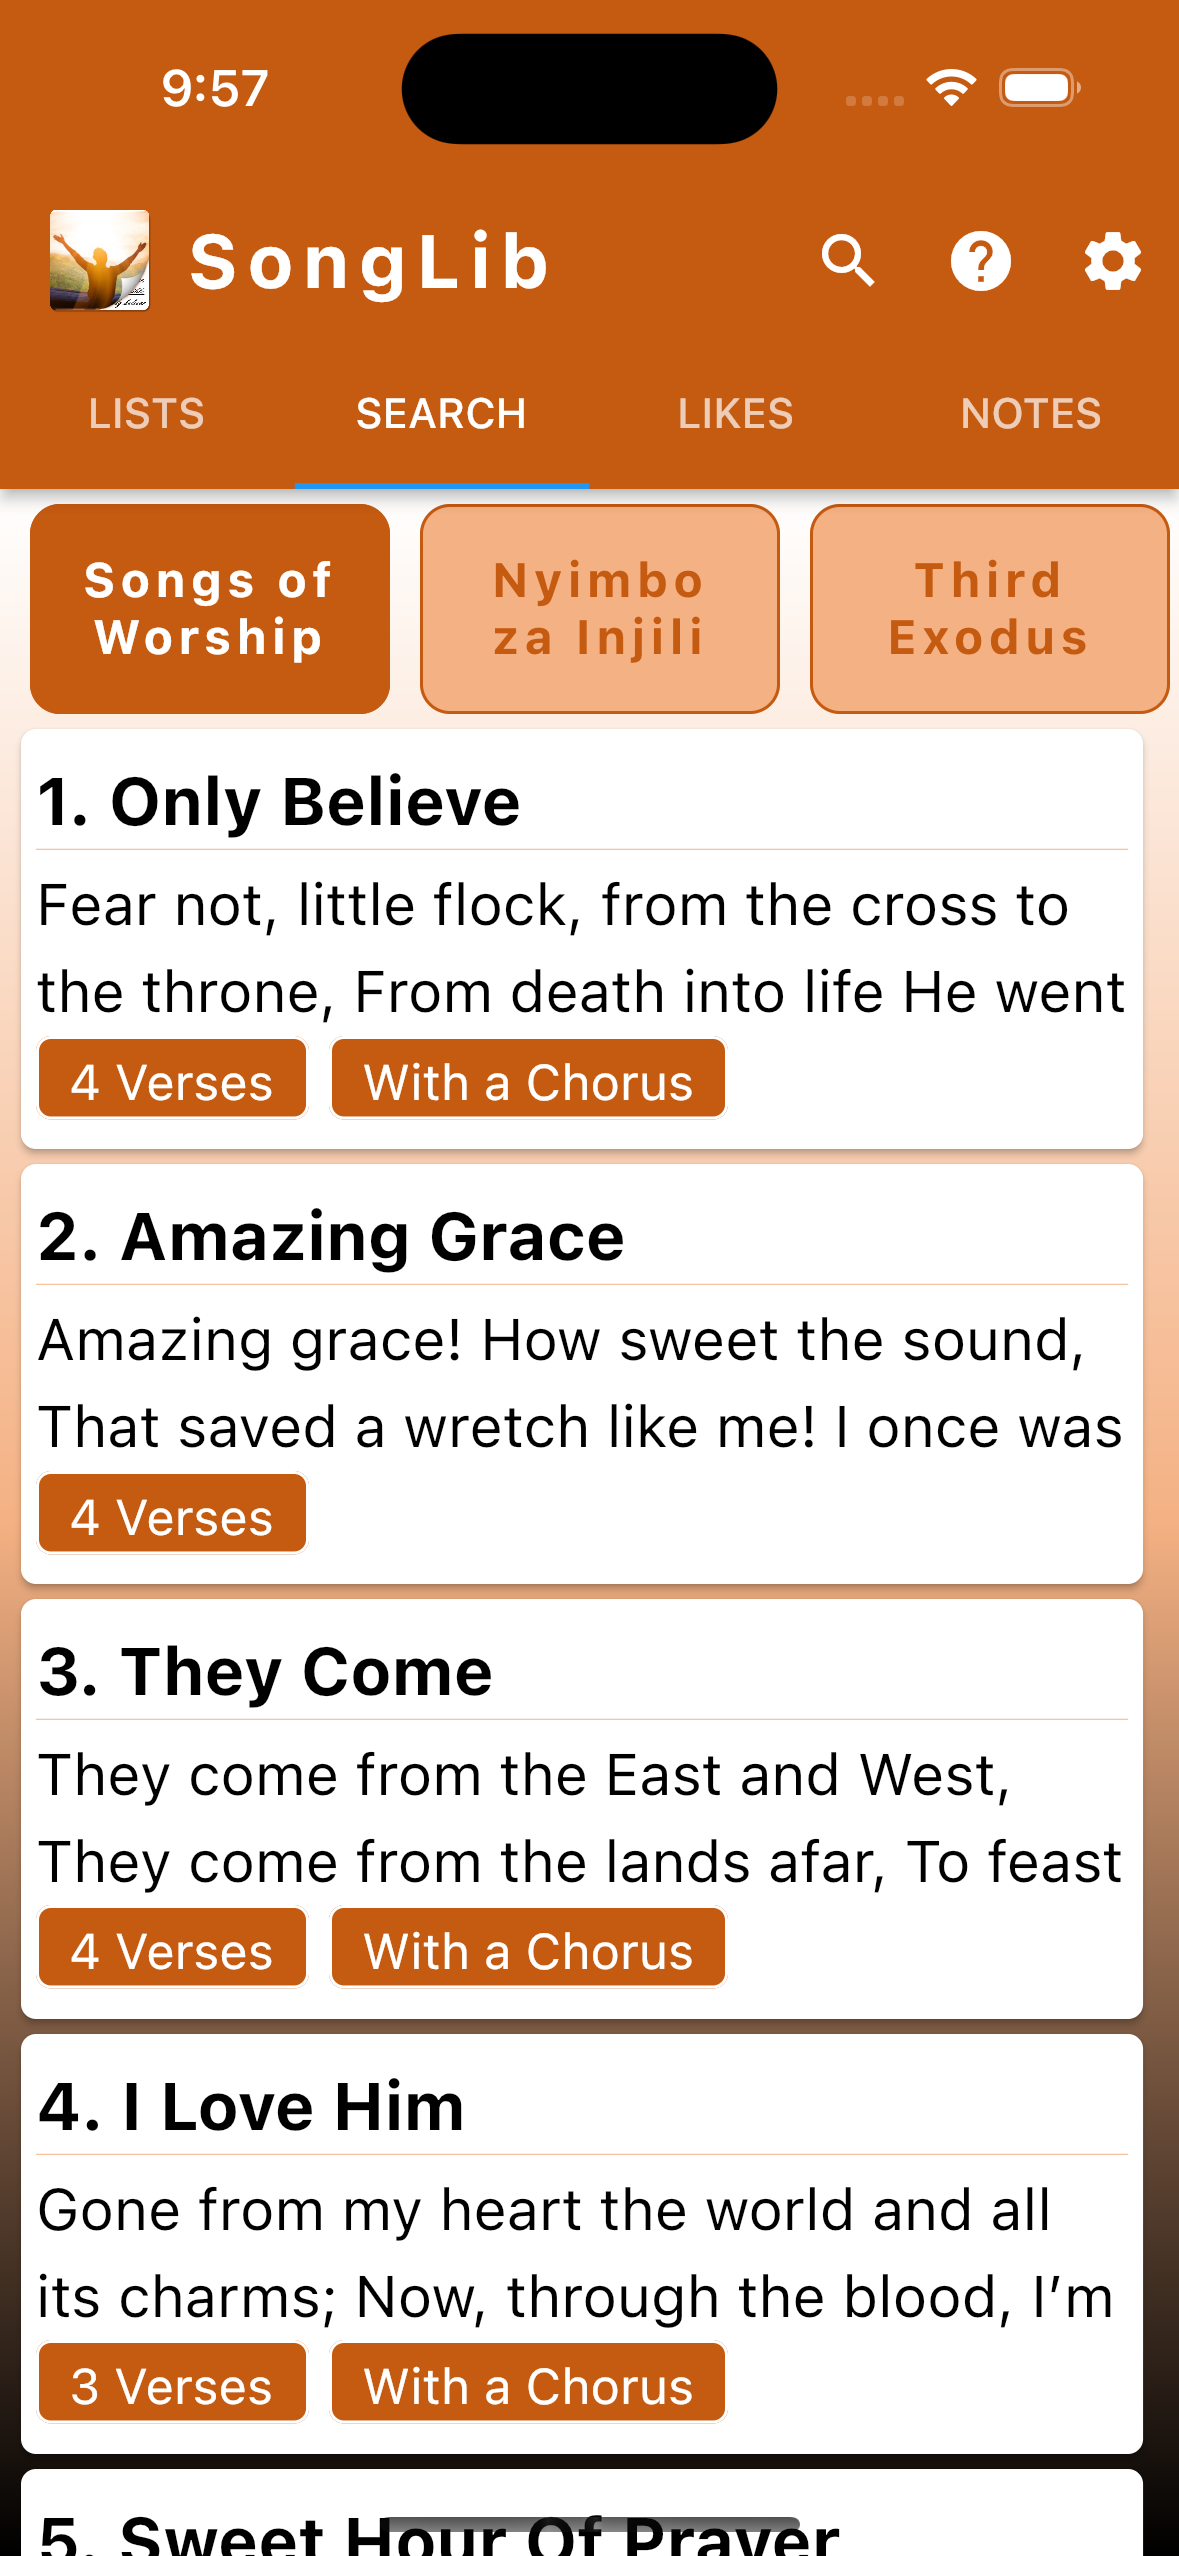 9:57
SongLib
LISTS
SEARCH
LIKES
NOTES
Songs of
Worship
Nyimbo
za Injili
Third
Exodus
1. Only Believe
Fear not, little flock, from the cross to
the throne, From death into life He went
4 Verses
With a Chorus
2. Amazing Grace
Amazing grace! How sweet the sound,
That saved a wretch like me! I once was
4 Verses
3. They Come
They come from the East and West,
They come from the lands afar, To feast
4 Verses
With a Chorus
4. I Love Him
Gone from my heart the world and all
its charms; Now, through the blood, I’m
3 Verses
With a Chorus
5. Sweet Hour Of Prayer